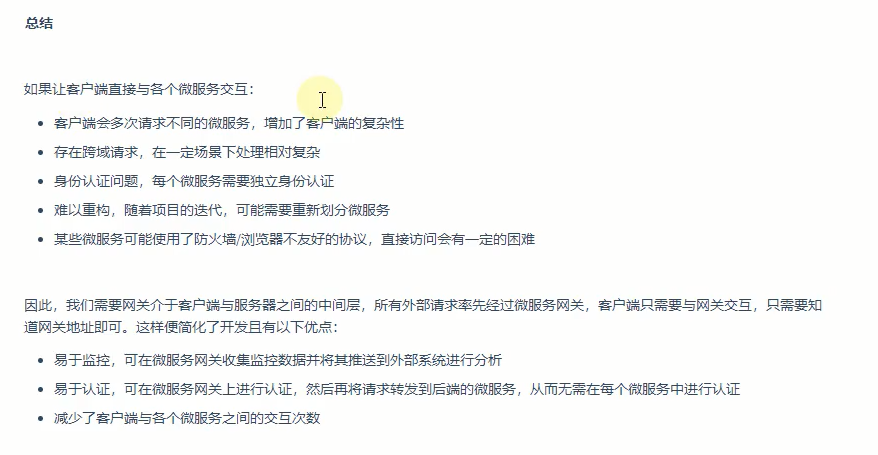 总结
如果让客户端直接与各个微服务交互：
客户端会多次请求不同的微服务，增加了客户端的复杂性
存在跨域请求，在一定场景下处理相对复杂
身份认证问题，每个微服务需要独立身份认证
难以重构，随着项目的迭代，可能需要重新划分微服务
某些微服务可能使用了防火墙/浏览器不友好的协议，直接访问会有一定的困难
因此，我们需要网关介于客户端与服务器之间的中间层，所有外部请求率先经过微服务网关，客户端只需要与网关交互，只需要知
道网关地址即可。这样便简化了开发且有以下优点：
易于监控，可在微服务网关收集监控数据并将其推送到外部系统进行分析
易于认证，可在微服务网关上进行认证，然后再将请求转发到后端的微服务，从而无需在每个微服务中进行认证
减少了客户端与各个微服务之间的交互次数